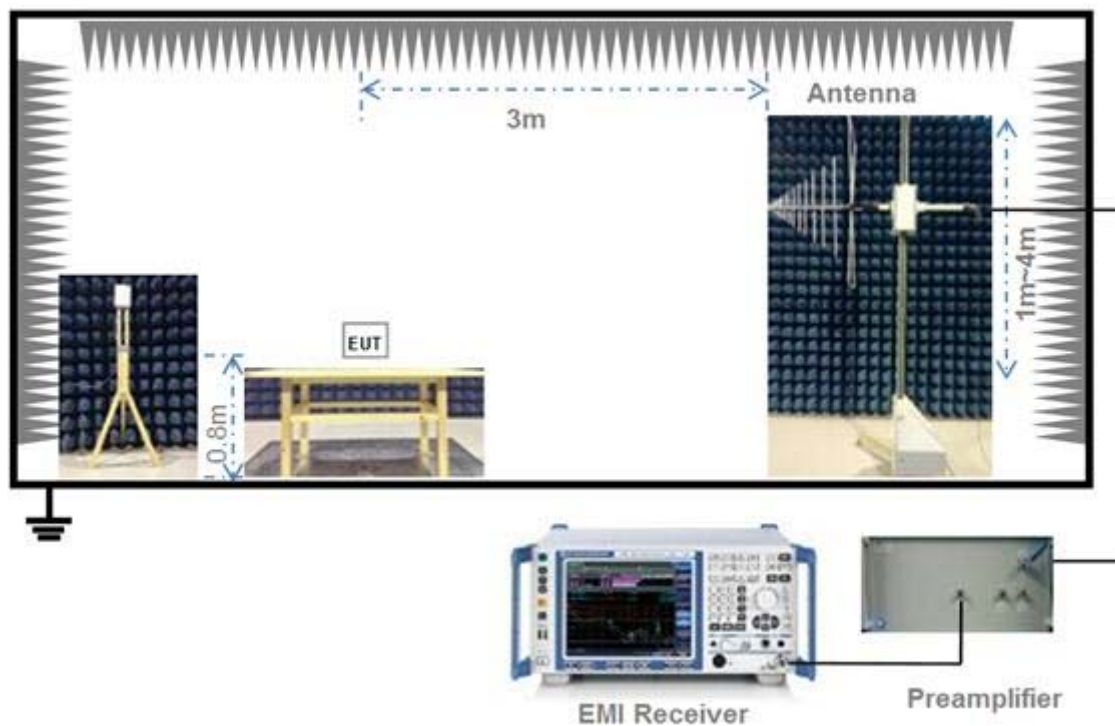 3m
Antenna
1m~4m
EUT
0.8m
EMI Receiver
Preamplifier